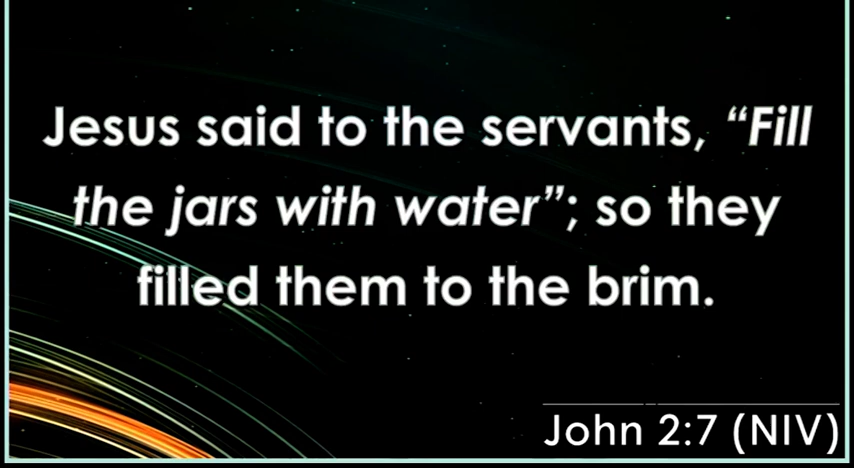 Jesus said to the servants, “Fill
the jars with water”; so they
filled them to the brim.
John 2:7 (NIV)